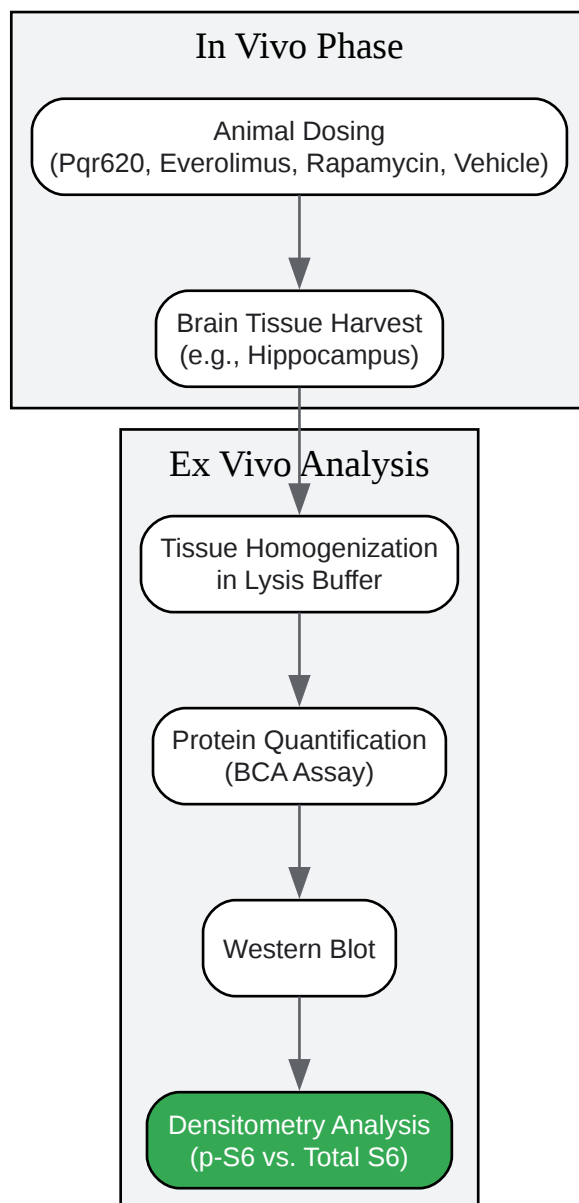 In Vivo Phase
Animal Dosing
(Pqr620, Everolimus, Rapamycin, Vehicle)
Brain Tissue Harvest
(e.g., Hippocampus)
Ex Vivo Analysis
Tissue Homogenization
in Lysis Buffer
Protein Quantification
(BCA Assay)
Western Blot
Densitometry Analysis
(p-S6 vs. Total S6)